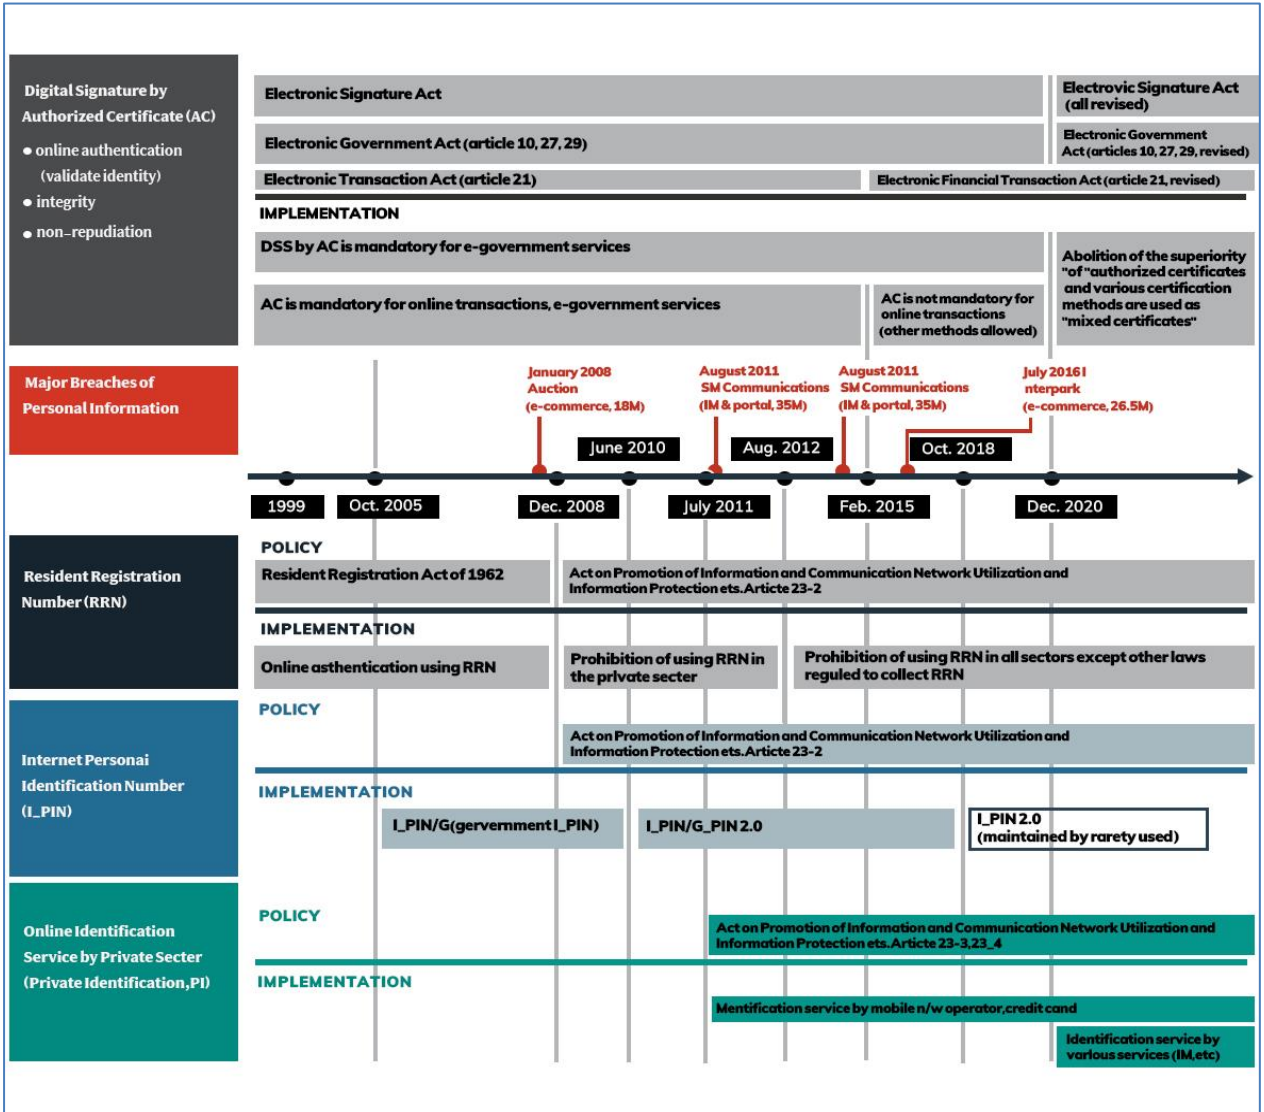 Digital Signature by
Authorized Certificate (AC)
• online authentication
(validate identity)
• integrity
• non-repudiation
Electronic Signature Act
Electrovic Signature Act
(all revised)
Electronic Government Act (article 10, 27, 29)
Electronic Government
Act (articles 10, 27, 29, revised)
Electronic Transaction Act (article 21)
Electronic Financial Transaction Act (article 21, revised)
IMPLEMENTATION
DSS by AC is mandatory for e-government services
Abolition of the superiority
"of "authorized certificates
and various certification
methods are used as
"mixed certificates"
AC is mandatory for online transactions, e-government services
AC is not mandatory for
online transactions
(other methods allowed)
Major Breaches of
Personal Information
January 2008
Auction
(e-commerce, 18M)
August 2011
SM Communications
(IM & portal, 35M)
August 2011
SM Communications
(IM & portal, 35M)
July 2016 I
nterpark
(e-commerce, 26.5M)
June 2010
Aug. 2012
Oct. 2018
1999
Oct. 2005
Dec. 2008
July 2011
Feb. 2015
Dec. 2020
Resident Registration
Number (RRN)
POLICY
Resident Registration Act of 1962
Act on Promotion of Information and Communication Network Utilization and
Information Protection ets. Articte 23-2
IMPLEMENTATION
Online asthentication using RRN
Prohibition of using RRN in
the private secter
Prohibition of using RRN in all sectors except other laws
reguled to collect RRN
Internet Personai
Identification Number
(I_PIN)
POLICY
Act on Promotion of Information and Communication Network Utilization and
Information Protection ets. Articte 23-2
IMPLEMENTATION
I_PIN/G(gervernment I_PIN)
I_PIN/G_PIN 2.0
I_PIN 2.0
(maintained by rarety used)
Online Identification
Service by Private Secter
(Private Identification,PI)
POLICY
Act on Promotion of Information and Communication Network Utilization and
Information Protection ets. Articte 23-3,23_4
IMPLEMENTATION
Mentification service by mobile n/w operator,credit cand
Identification service by
various services (IM,etc)